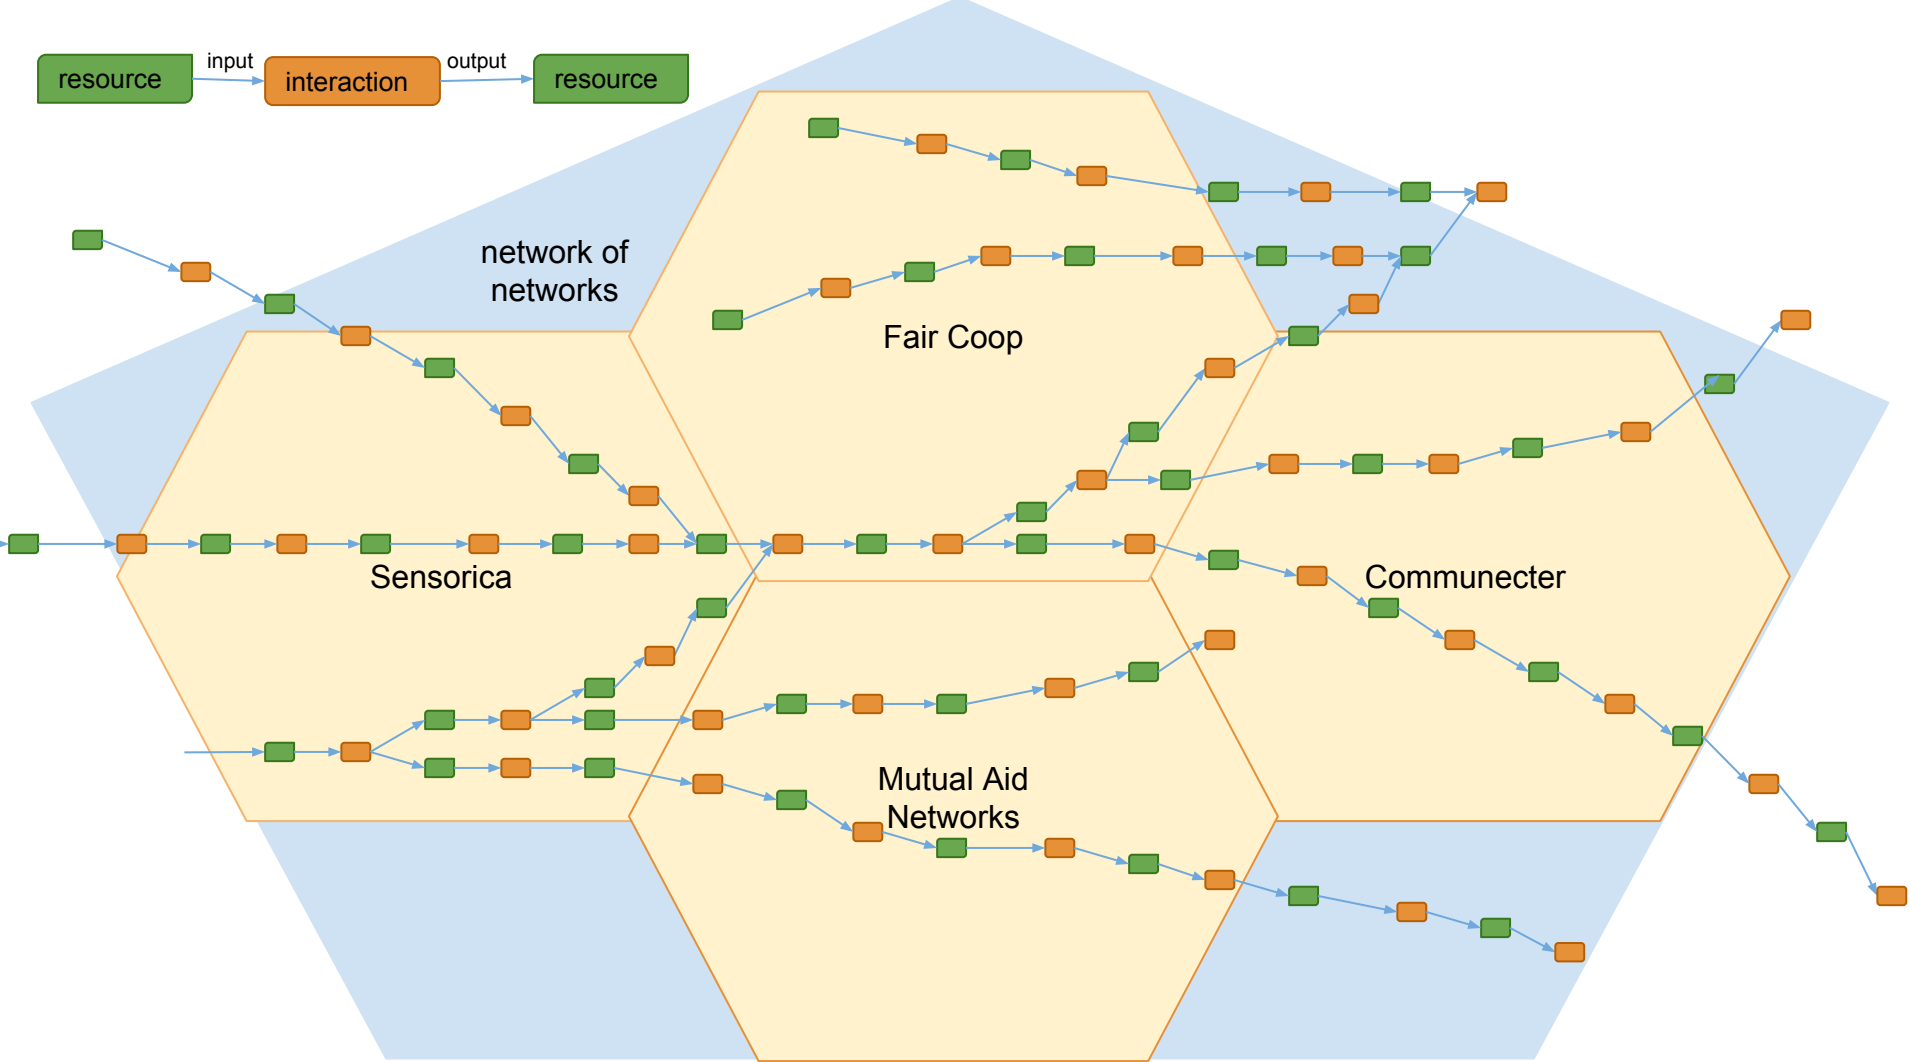 resource
input
interaction
output
resource
network of
networks
Fair Coop
Sensorica
Communecter
Mutual Aid
Networks